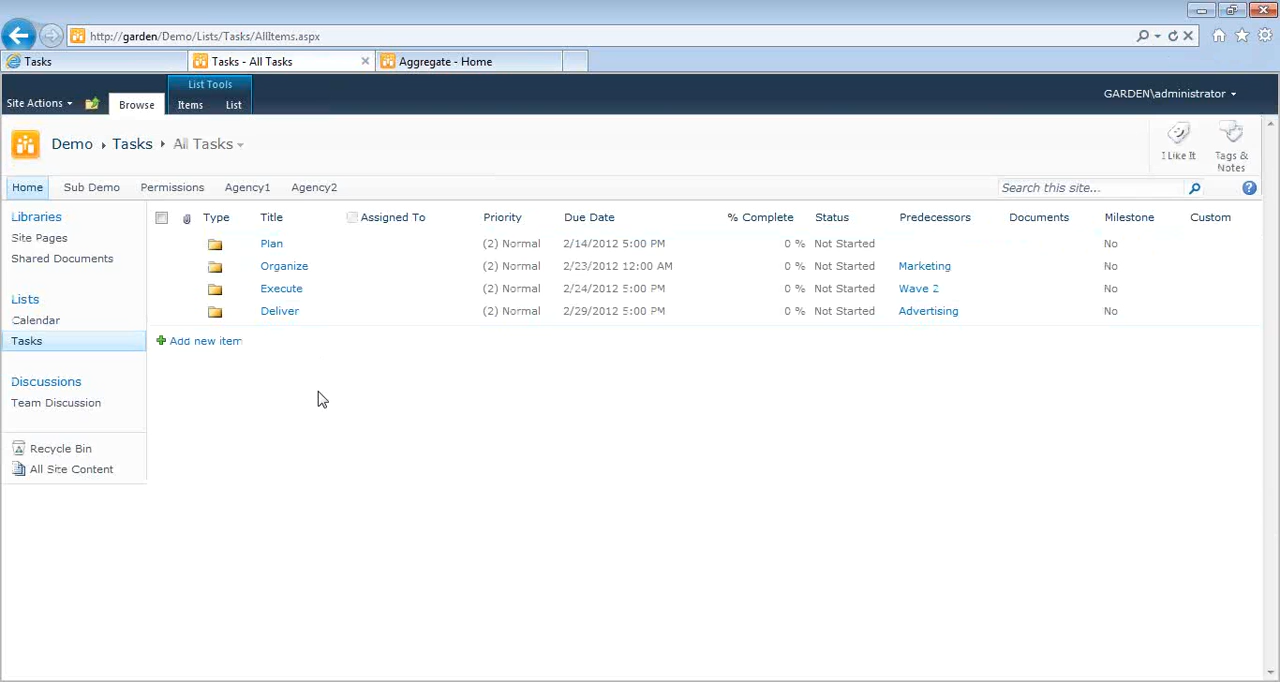 http://garden/Demo/Lists/Tasks/AllItems.aspx
Tasks
Tasks - All Tasks
Aggregate - Home
List Tools
Site Actions
Browse
Items
List
GARDEN\administrator
Demo
Tasks
All Tasks
I Like It
Tags & Notes
Home
Sub Demo
Permissions
Agency1
Agency2
Search this site...
Libraries
Site Pages
Shared Documents
Lists
Calendar
Tasks
Discussions
Team Discussion
Recycle Bin
All Site Content
Type Title Assigned To Priority Due Date % Complete Status Predecessors Documents Milestone Custom
Plan (2) Normal 2/14/2012 5:00 PM 0 % Not Started No
Organize (2) Normal 2/23/2012 12:00 AM 0 % Not Started Marketing No
Execute (2) Normal 2/24/2012 5:00 PM 0 % Not Started Wave 2 No
Deliver (2) Normal 2/29/2012 5:00 PM 0 % Not Started Advertising No
Add new item